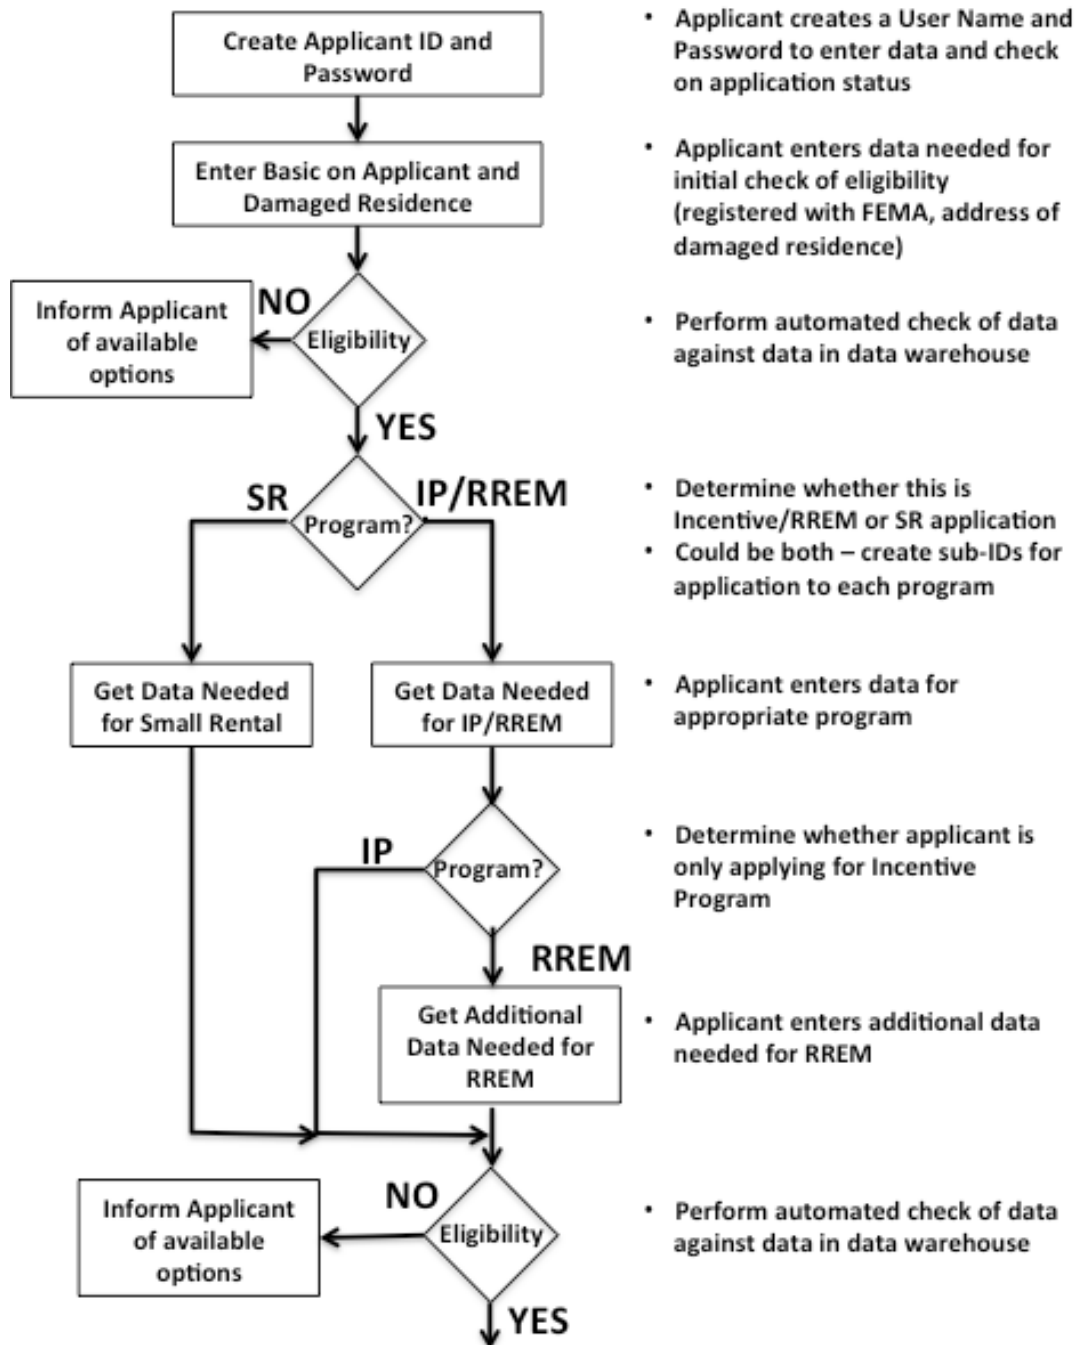 Create Applicant ID and
Password
• Applicant creates a User Name and
Password to enter data and check
on application status
Enter Basic on Applicant and
Damaged Residence
• Applicant enters data needed for
initial check of eligibility
(registered with FEMA, address of
damaged residence)
Inform Applicant
of available
options
NO
Eligibility
• Perform automated check of data
against data in data warehouse
YES
SR
Program?
IP/RREM
• Determine whether this is
Incentive/RREM or SR application
• Could be both – create sub-IDs for
application to each program
Get Data Needed
for Small Rental
Get Data Needed
for IP/RREM
• Applicant enters data for
appropriate program
IP
Program?
• Determine whether applicant is
only applying for Incentive
Program
RREM
Get Additional
Data Needed for
RREM
• Applicant enters additional data
needed for RREM
Inform Applicant
of available
options
NO
Eligibility
• Perform automated check of data
against data in data warehouse
YES